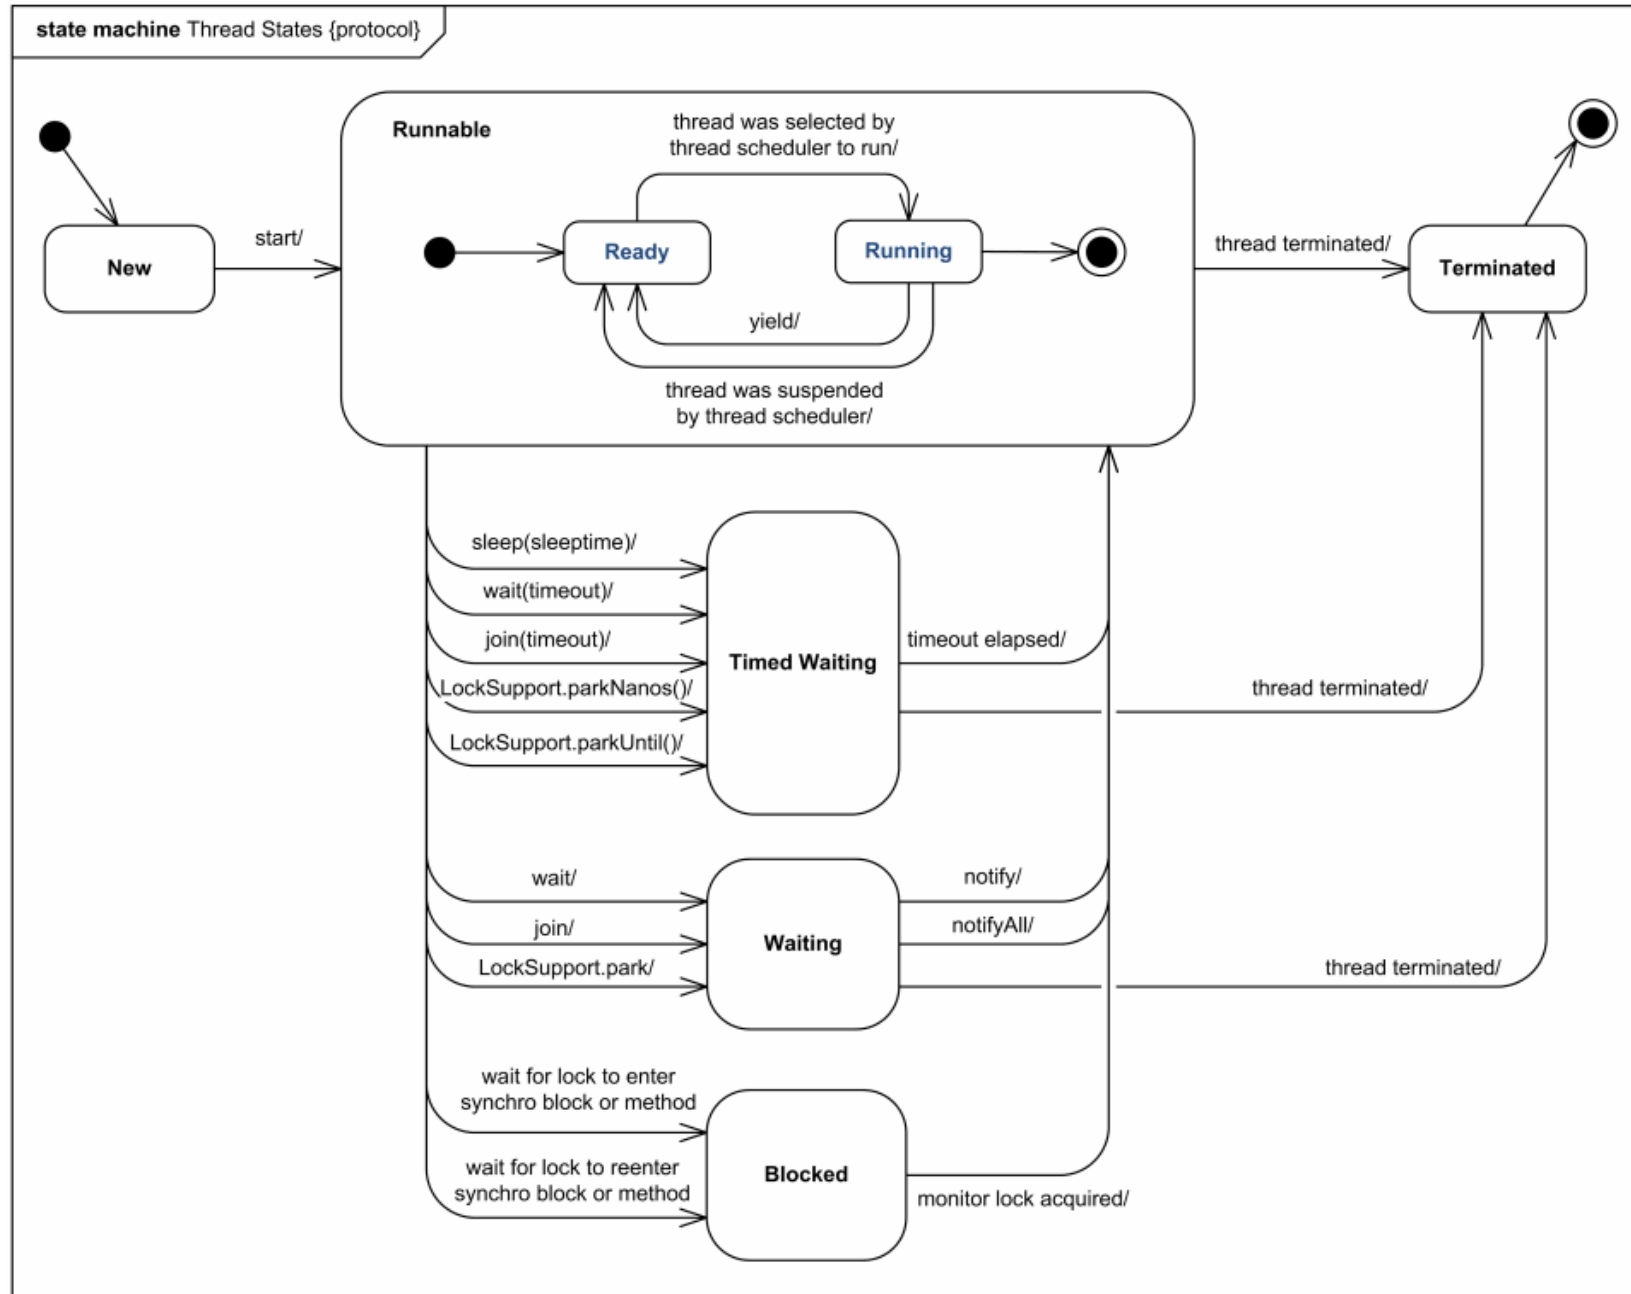 state machine Thread States {protocol}
Runnable
thread was selected by
thread scheduler to run/
New
start/
Ready
Running
yield/
thread was suspended
by thread scheduler/
thread terminated/
Terminated
sleep(sleeptime)/
wait(timeout)/
join(timeout)/
LockSupport.parkNanos()/
LockSupport.parkUntil()/
Timed Waiting
timeout elapsed/
thread terminated/
wait/
join/
LockSupport.park/
Waiting
notify/
notifyAll/
thread terminated/
wait for lock to enter
synchro block or method
wait for lock to reenter
synchro block or method
Blocked
monitor lock acquired/